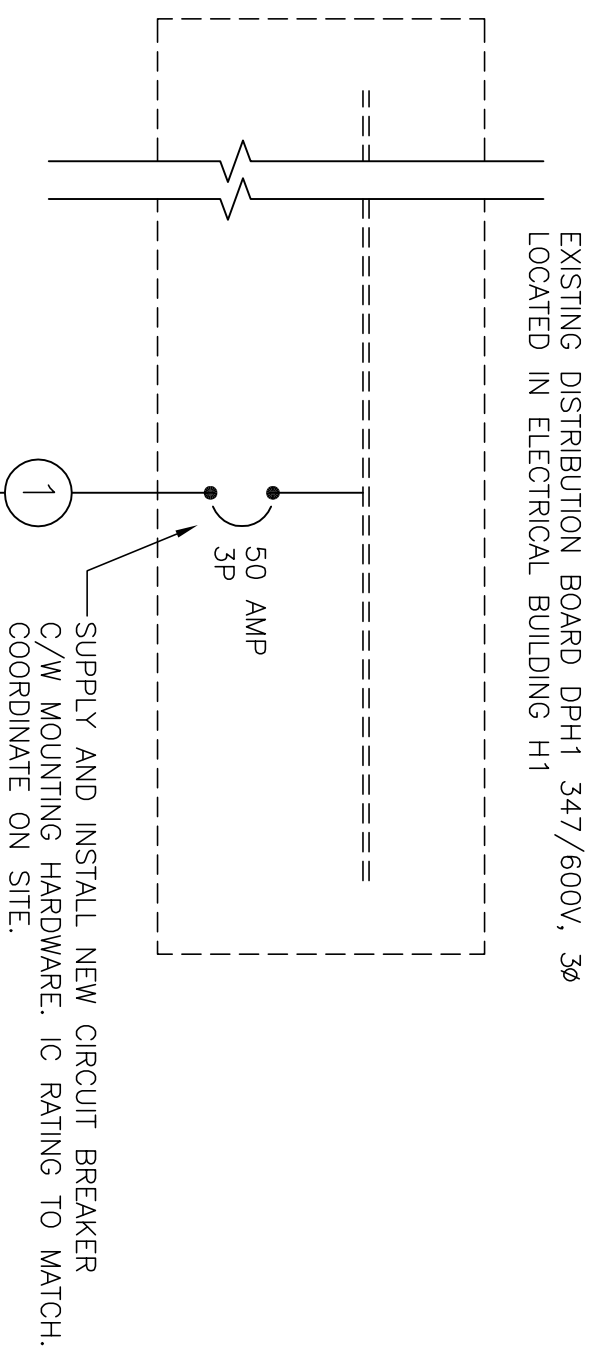 EXISTING DISTRIBUTION BOARD DPH1 347/600V, 3Ø
LOCATED IN ELECTRICAL BUILDING H1
50 AMP
3P
1
SUPPLY AND INSTALL NEW CIRCUIT BREAKER
C/W MOUNTING HARDWARE. IC RATING TO MATCH.
COORDINATE ON SITE.